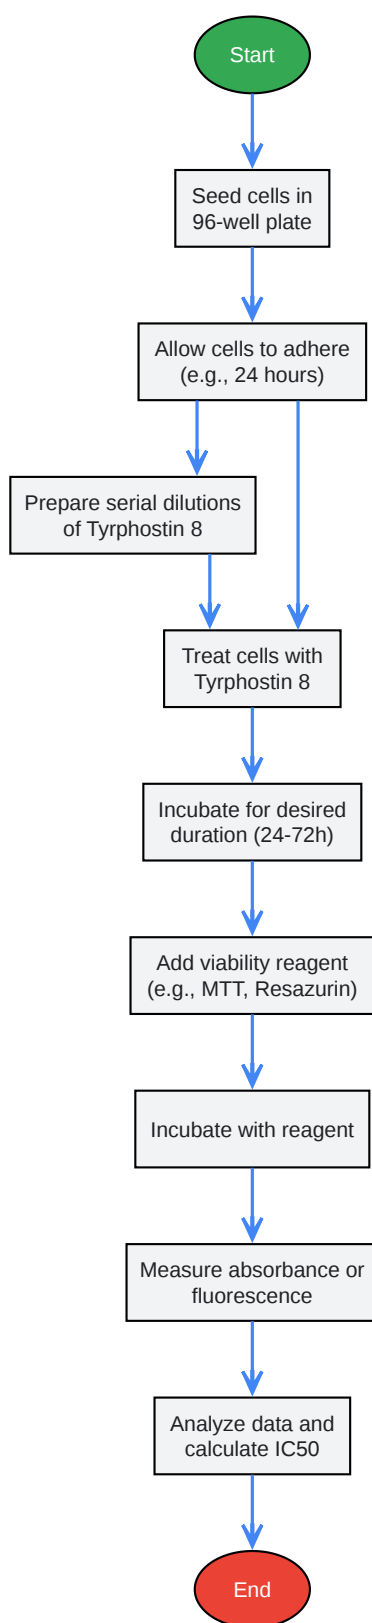 Start
Seed cells in
96-well plate
Allow cells to adhere
(e.g., 24 hours)
Prepare serial dilutions
of Tyrphostin 8
Treat cells with
Tyrphostin 8
Incubate for desired
duration (24-72h)
Add viability reagent
(e.g., MTT, Resazurin)
Incubate with reagent
Measure absorbance or
fluorescence
Analyze data and
calculate IC50
End